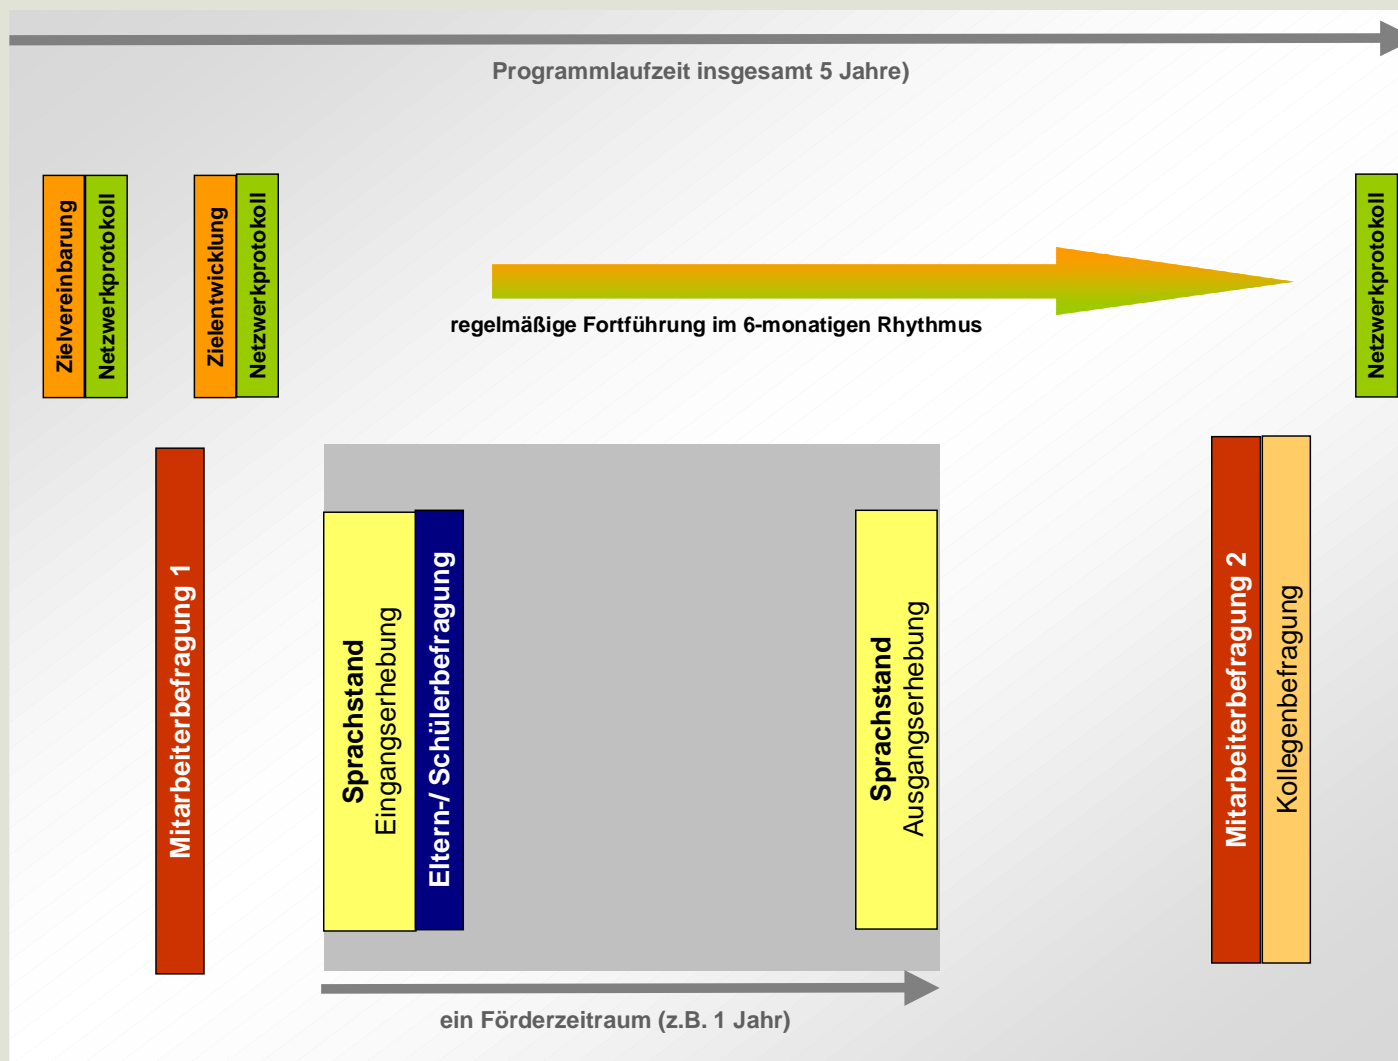 Programmlaufzeit insgesamt 5 Jahre)
Zielvereinbarung
Netzwerkprotokoll
Zielentwicklung
Netzwerkprotokoll
regelmäßige Fortführung im 6-monatigen Rhythmus
Netzwerkprotokoll
Mitarbeiterbefragung 1
Sprachstand
Eingangserhebung
Eltern-/ Schülerbefragung
Sprachstand
Ausgangserhebung
Mitarbeiterbefragung 2
Kollegenbefragung
ein Förderzeitraum (z.B. 1 Jahr)